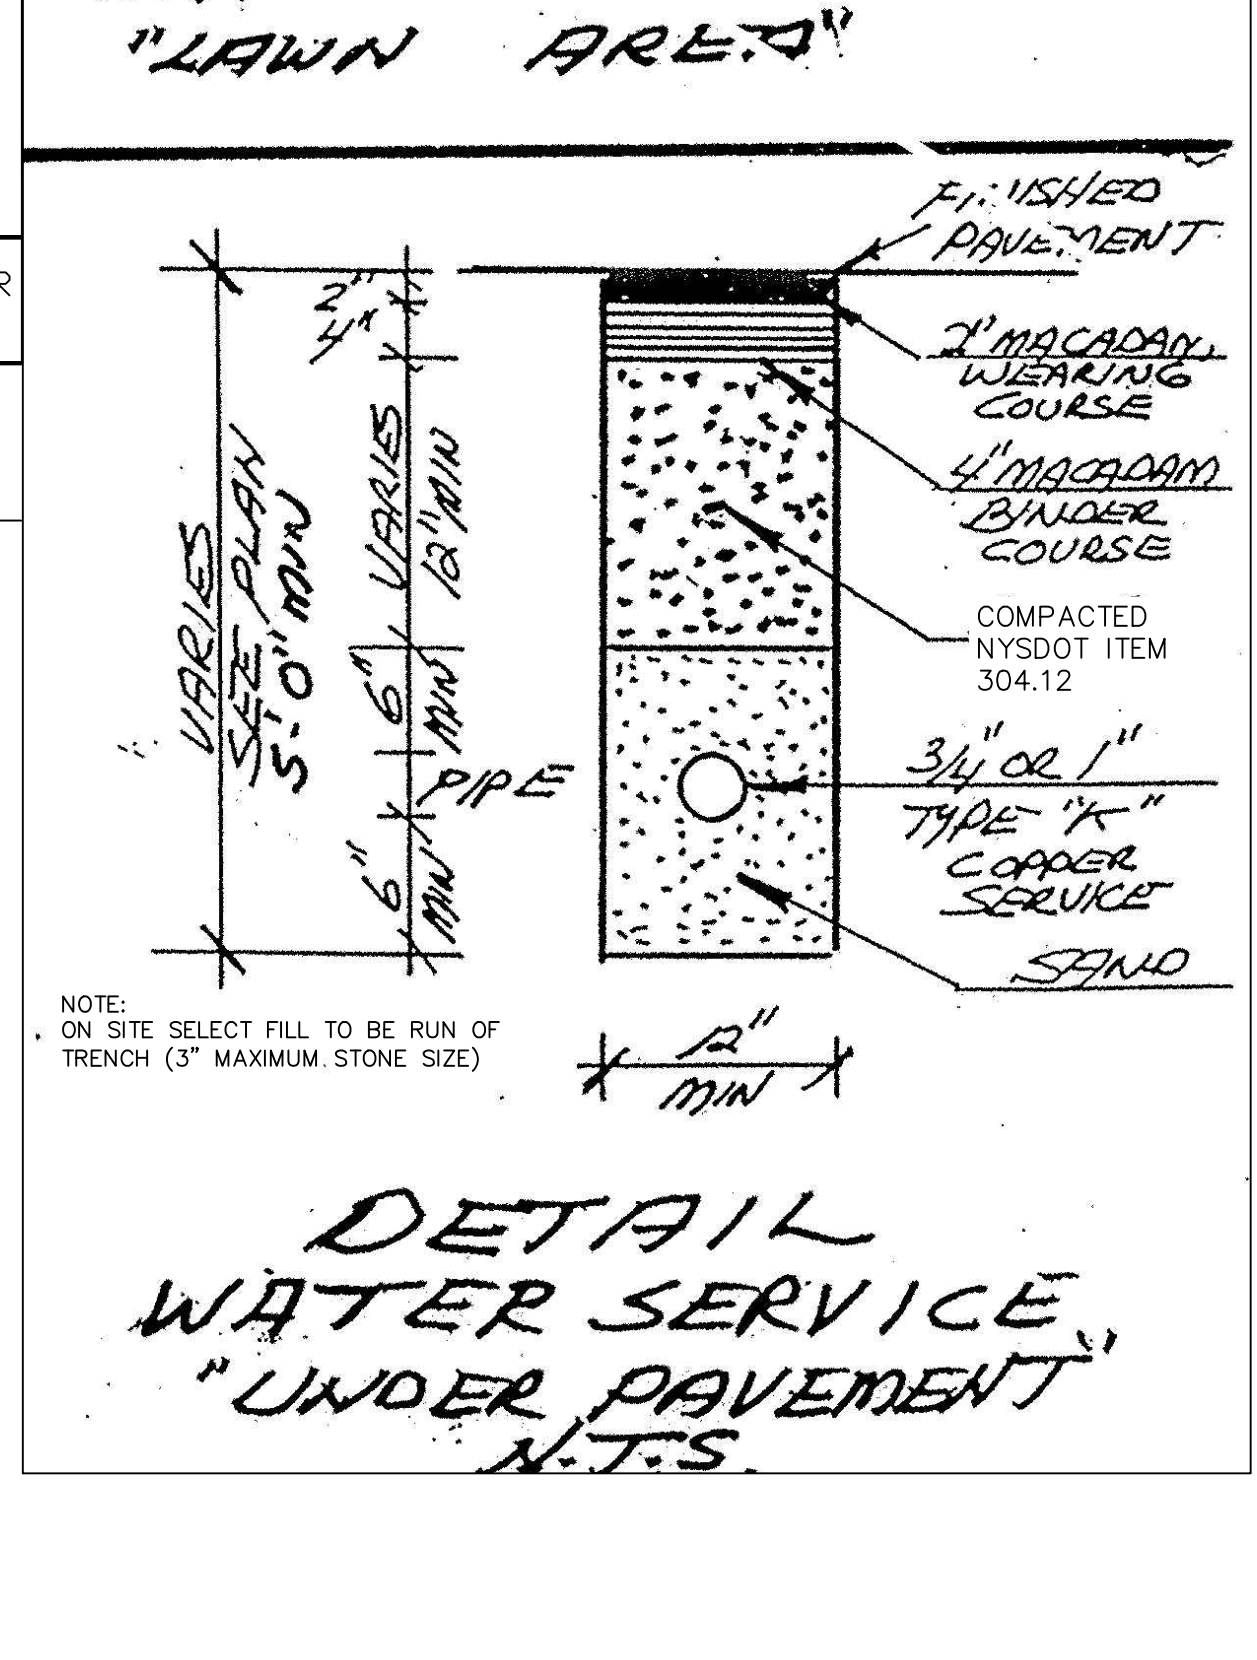 "LAWN AREA"
FINISHED
PAVEMENT
2"
4"
2" MACADAM
WEARING
COURSE
4" MACADAM
BINDER
COURSE
VARIES
SEE PLAN
5'-0" MIN
VARIES
12" MIN
COMPACTED
NYSDOT ITEM
304.12
6"
MIN
PIPE
3/4" OR 1"
TYPE "K"
COPPER
SERVICE
6"
MIN
SAND
NOTE:
ON SITE SELECT FILL TO BE RUN OF
TRENCH (3" MAXIMUM STONE SIZE)
12"
MIN
DETAIL
WATER SERVICE
"UNDER PAVEMENT"
N.T.S.
R